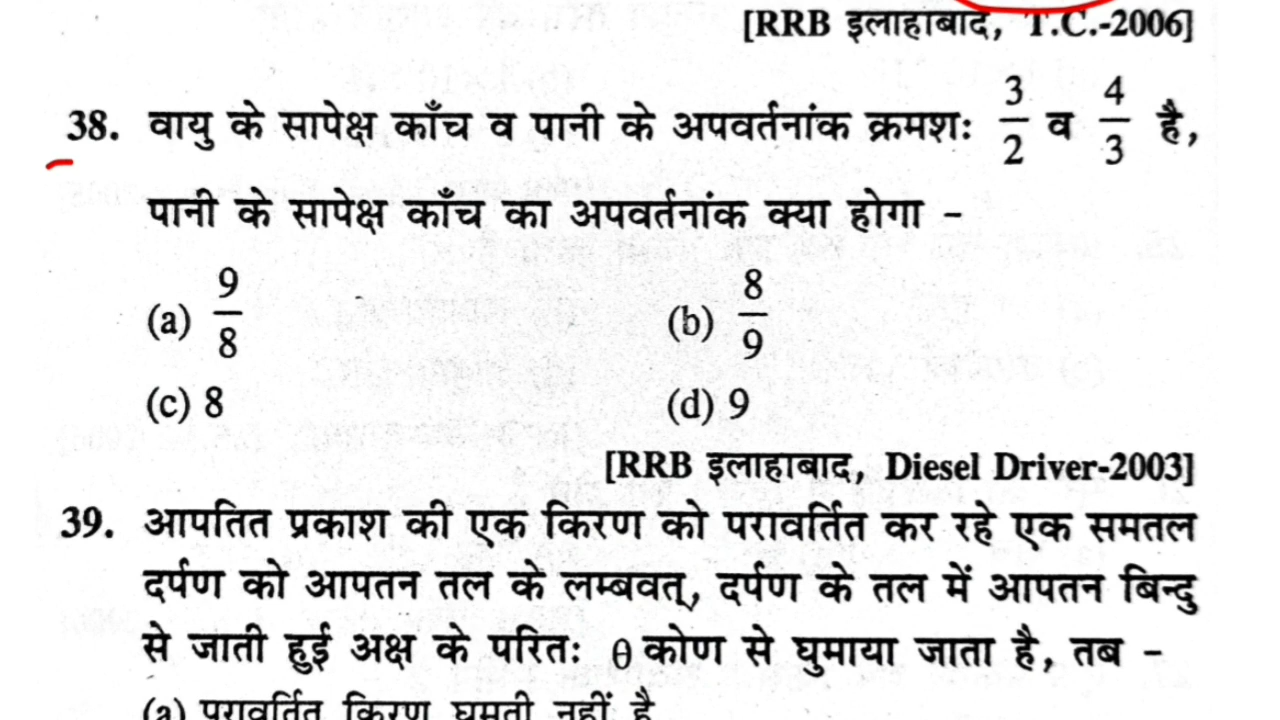 [RRB इलाहाबाद, T.C.-2006]
38. वायु के सापेक्ष काँच व पानी के अपवर्तनांक क्रमशः 3/2 व 4/3 है,
पानी के सापेक्ष काँच का अपवर्तनांक क्या होगा -
(a) 9/8 (b) 8/9
(c) 8 (d) 9
[RRB इलाहाबाद, Diesel Driver-2003]
39. आपतित प्रकाश की एक किरण को परावर्तित कर रहे एक समतल
दर्पण को आपतन तल के लम्बवत्, दर्पण के तल में आपतन बिन्दु
से जाती हुई अक्ष के परितः θ कोण से घुमाया जाता है, तब -
(a) परावर्तित किरण घूमती नहीं है